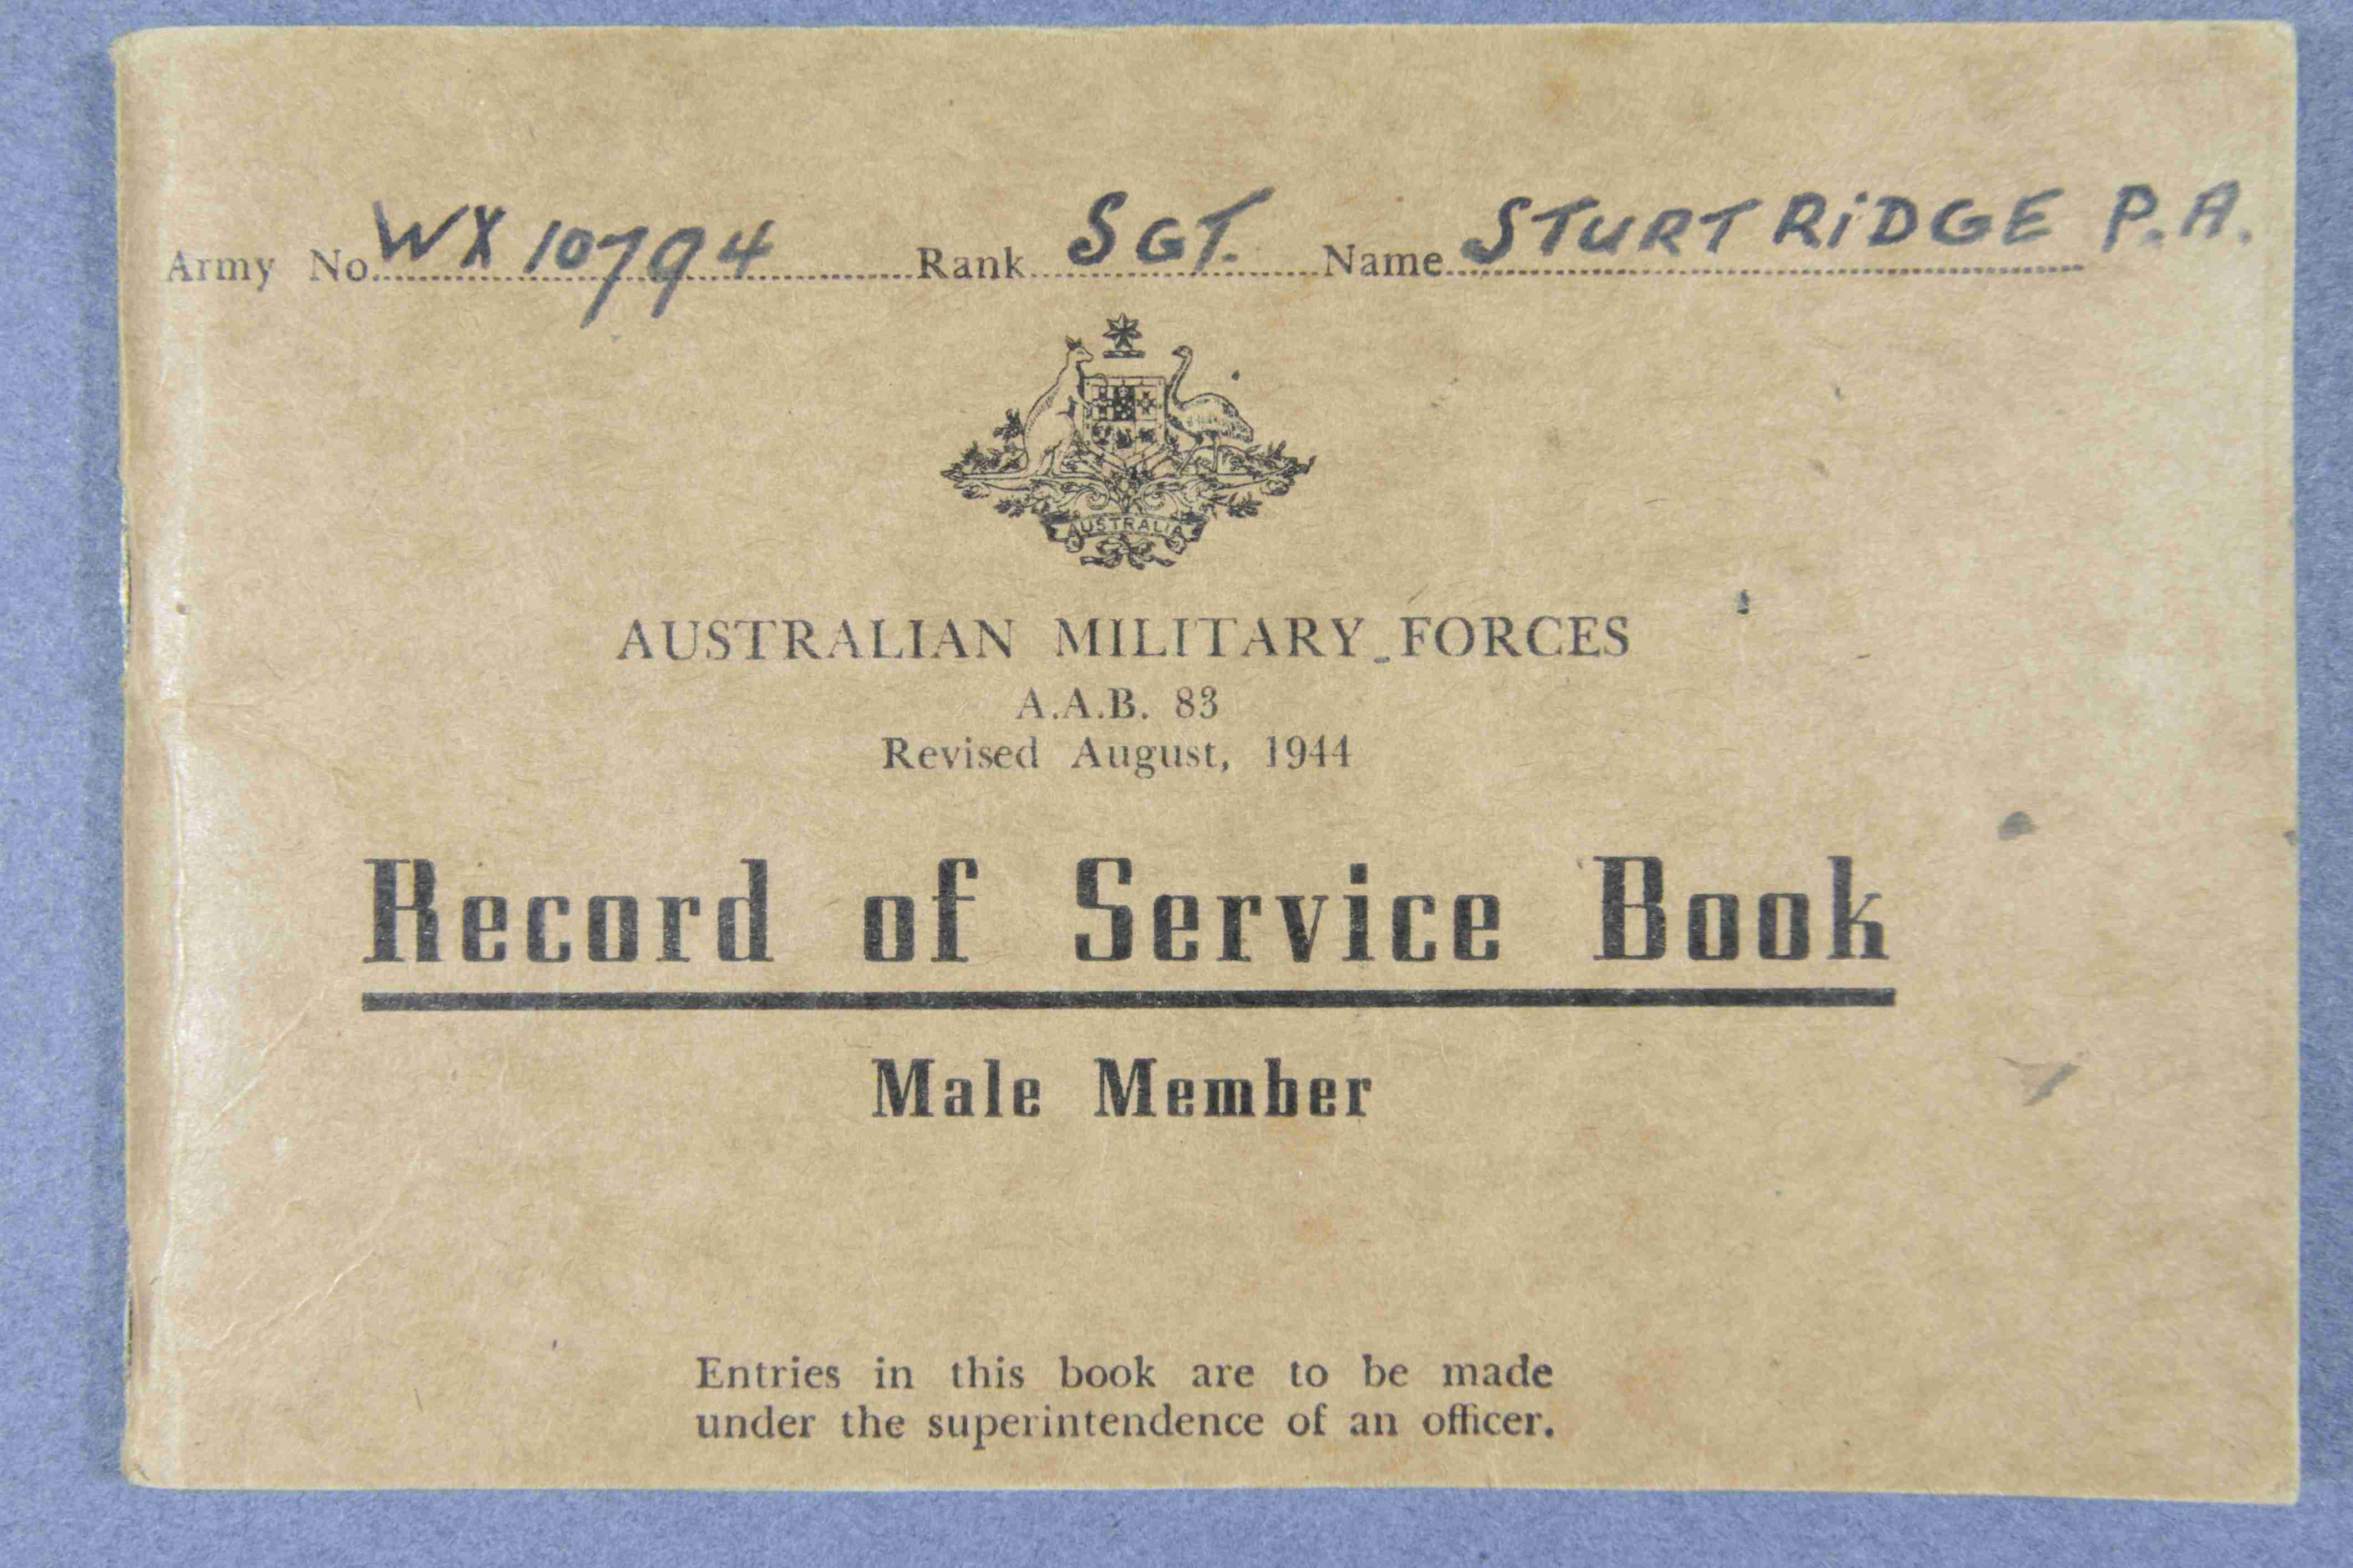 Army No. WX 10794 Rank SGT. Name STURTRIDGE P.A.
AUSTRALIA
AUSTRALIAN MILITARY FORCES
A.A.B. 83
Revised August, 1944
Record of Service Book
Male Member
Entries in this book are to be made
under the superintendence of an officer.